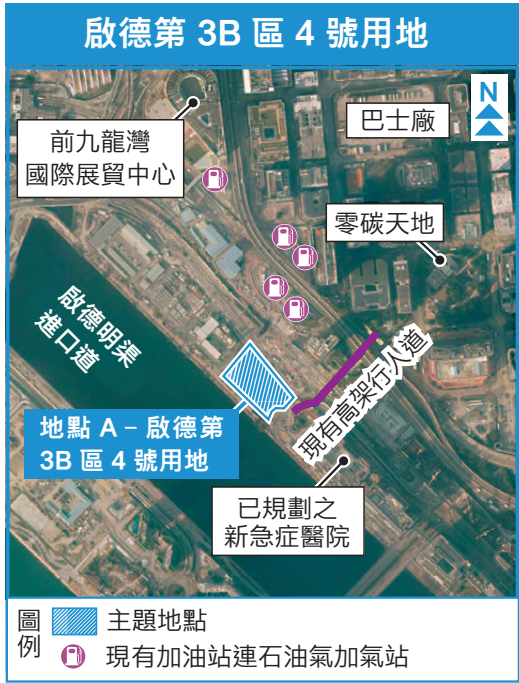 啟德第 3B 區 4 號用地
N
前九龍灣
國際展貿中心
巴士廠
零碳天地
啟德明渠
進口道
現有高架行人道
地點 A – 啟德第
3B 區 4 號用地
已規劃之
新急症醫院
圖例
主題地點
現有加油站連石油氣加氣站